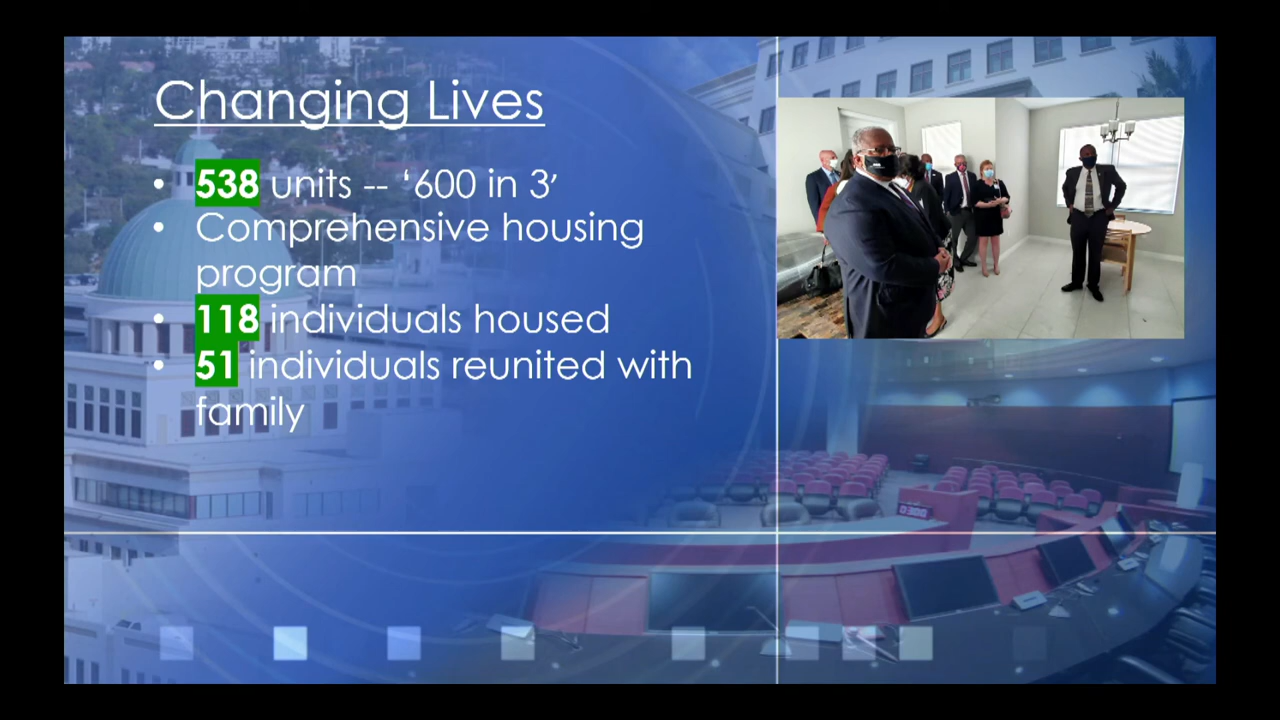 Changing Lives
• 538 units -- ‘600 in 3’
• Comprehensive housing
program
• 118 individuals housed
• 51 individuals reunited with
family